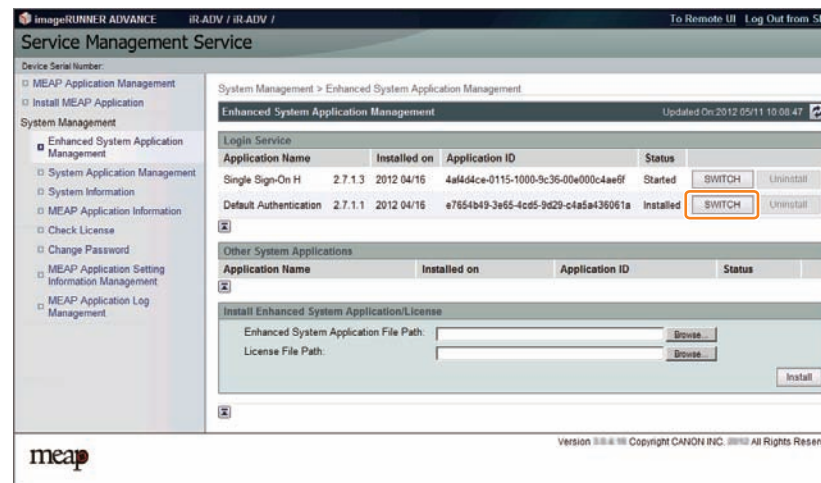 imageRUNNER ADVANCE iR-ADV / iR-ADV / To Remote UI Log Out from
Service Management Service
Device Serial Number:
MEAP Application Management
Install MEAP Application
System Management
Enhanced System Application Management
System Application Management
System Information
MEAP Application Information
Check License
Change Password
MEAP Application Setting Information Management
MEAP Application Log Management
System Management > Enhanced System Application Management
Enhanced System Application Management Updated On:2012 05/11 10:08:47
Login Service
Application Name Installed on Application ID Status
Single Sign-On H 2.7.1.3 2012 04/16 4af4d4ce-0115-1000-9c36-00e000c4ae6f Started SWITCH Uninstall
Default Authentication 2.7.1.1 2012 04/16 e7654b49-3e65-4cd5-9d29-c4a5a436061a Installed SWITCH Uninstall
Other System Applications
Application Name Installed on Application ID Status
Install Enhanced System Application/License
Enhanced System Application File Path: Browse...
License File Path: Browse...
Install
Version Copyright CANON INC. All Rights Reser
meap